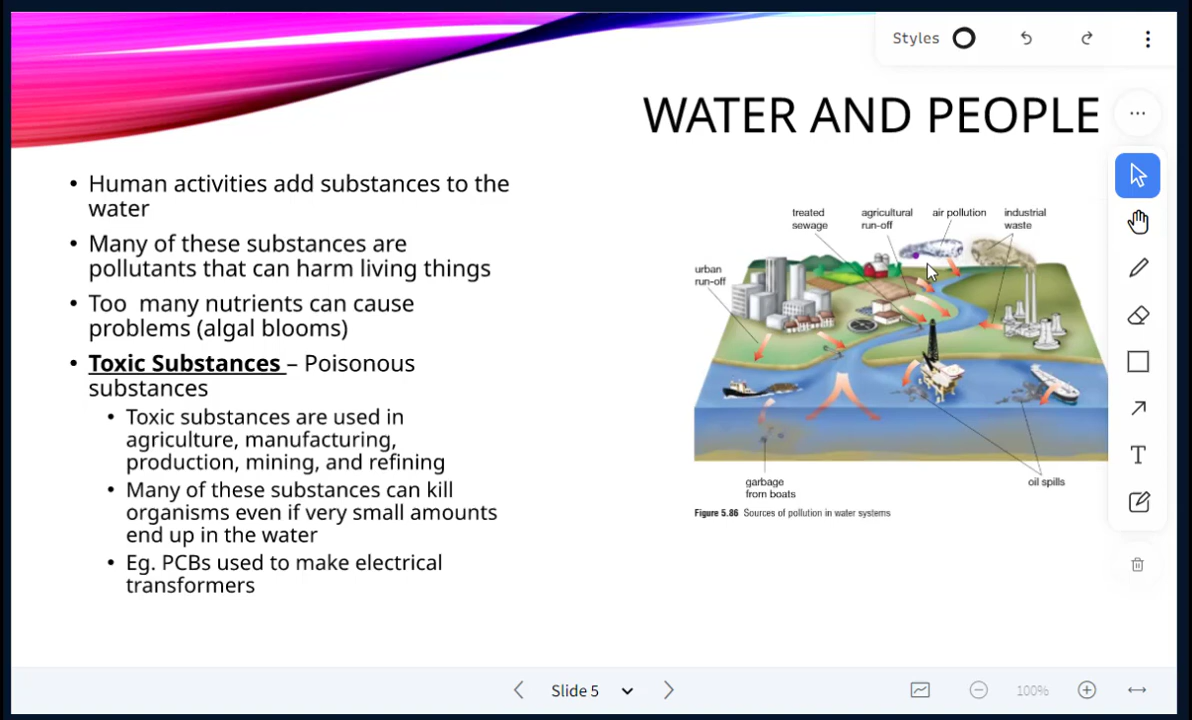 Styles
WATER AND PEOPLE
• Human activities add substances to the
water
• Many of these substances are
pollutants that can harm living things
• Too  many nutrients can cause
problems (algal blooms)
• Toxic Substances – Poisonous
substances
• Toxic substances are used in
agriculture, manufacturing,
production, mining, and refining
• Many of these substances can kill
organisms even if very small amounts
end up in the water
• Eg. PCBs used to make electrical
transformers
treated
sewage
agricultural
run-off
air pollution
industrial
waste
urban
run-off
garbage
from boats
oil spills
Figure 5.86 Sources of pollution in water systems
T
Slide 5
100%